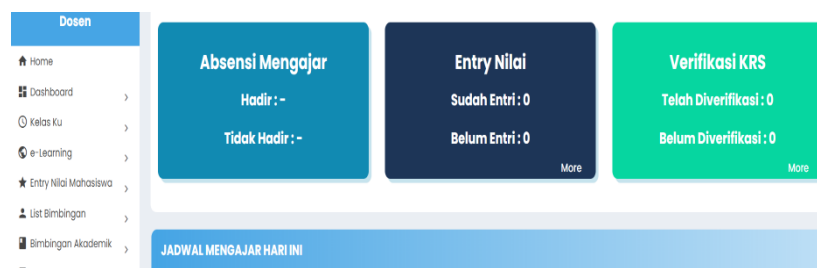 Dosen
Home
Dashboard
Kelas Ku
e-Learning
Entry Nilai Mahasiswa
List Bimbingan
Bimbingan Akademik
Absensi Mengajar
Hadir : -
Tidak Hadir : -
Entry Nilai
Sudah Entri : 0
Belum Entri : 0
More
Verifikasi KRS
Telah Diverifikasi : 0
Belum Diverifikasi : 0
More
JADWAL MENGAJAR HARI INI